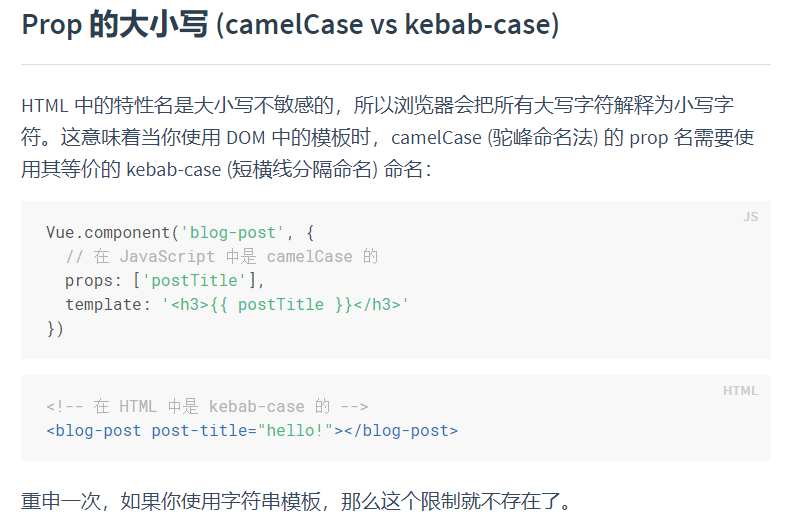 Prop 的大小写 (camelCase vs kebab-case)
HTML 中的特性名是大小写不敏感的，所以浏览器会把所有大写字符解释为小写字
符。这意味着当你使用 DOM 中的模板时，camelCase (驼峰命名法) 的 prop 名需要使
用其等价的 kebab-case (短横线分隔命名) 命名：
JS
Vue.component('blog-post', {
  // 在 JavaScript 中是 camelCase 的
  props: ['postTitle'],
  template: '<h3>{{ postTitle }}</h3>'
})
HTML
<!-- 在 HTML 中是 kebab-case 的 -->
<blog-post post-title="hello!"></blog-post>
重申一次，如果你使用字符串模板，那么这个限制就不存在了。